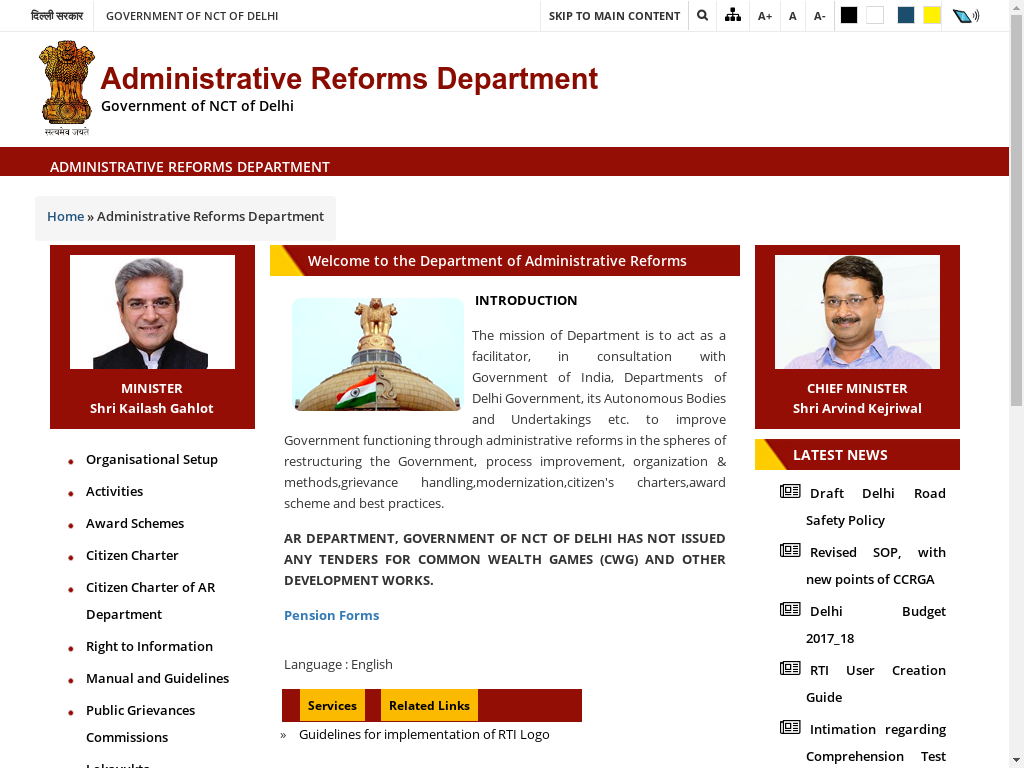 दिल्ली सरकार GOVERNMENT OF NCT OF DELHI SKIP TO MAIN CONTENT A+ A A-
Administrative Reforms Department
Government of NCT of Delhi
सत्यमेव जयते
ADMINISTRATIVE REFORMS DEPARTMENT
Home » Administrative Reforms Department
MINISTER
Shri Kailash Gahlot
Organisational Setup
Activities
Award Schemes
Citizen Charter
Citizen Charter of AR
Department
Right to Information
Manual and Guidelines
Public Grievances
Commissions
Lokayukta
Welcome to the Department of Administrative Reforms
INTRODUCTION
The mission of Department is to act as a
facilitator, in consultation with
Government of India, Departments of
Delhi Government, its Autonomous Bodies
and Undertakings etc. to improve
Government functioning through administrative reforms in the spheres of
restructuring the Government, process improvement, organization &
methods,grievance handling,modernization,citizen's charters,award
scheme and best practices.
AR DEPARTMENT, GOVERNMENT OF NCT OF DELHI HAS NOT ISSUED
ANY TENDERS FOR COMMON WEALTH GAMES (CWG) AND OTHER
DEVELOPMENT WORKS.
Pension Forms
Language : English
Services Related Links
» Guidelines for implementation of RTI Logo
CHIEF MINISTER
Shri Arvind Kejriwal
LATEST NEWS
Draft Delhi Road
Safety Policy
Revised SOP, with
new points of CCRGA
Delhi Budget
2017_18
RTI User Creation
Guide
Intimation regarding
Comprehension Test